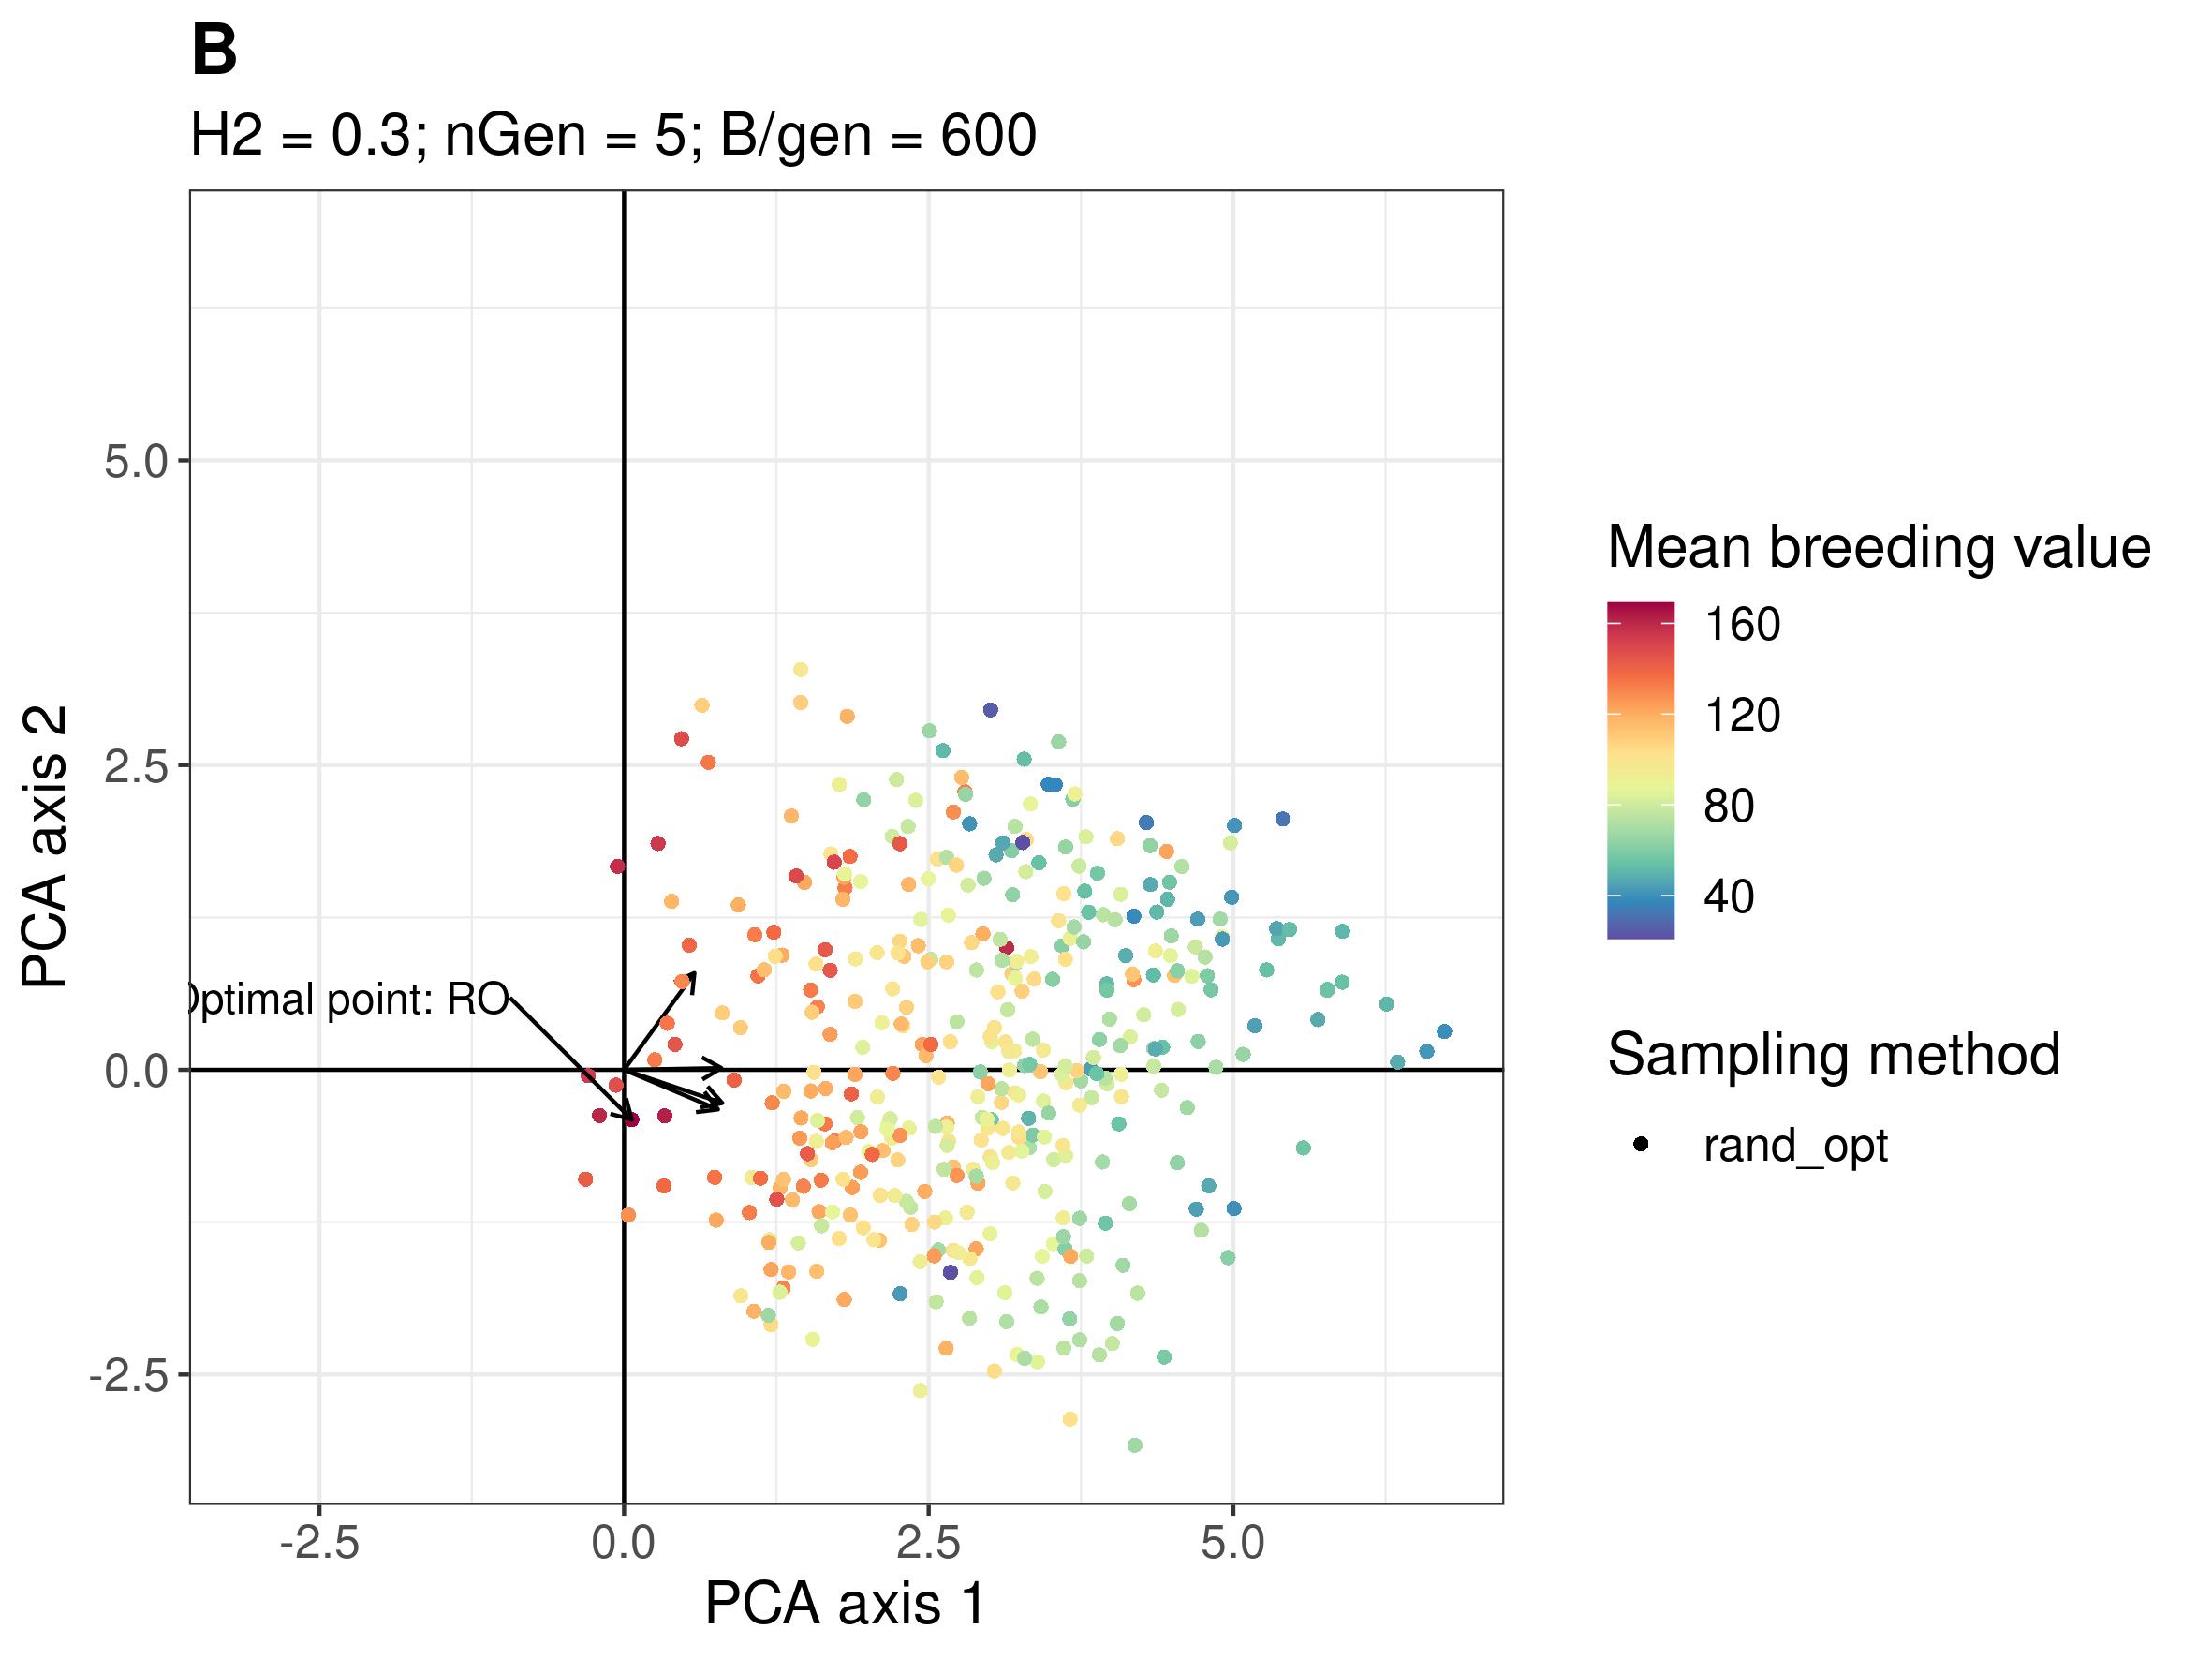 B
H2 = 0.3; nGen = 5; B/gen = 600
PCA axis 2
5.0
2.5
0.0
-2.5
Optimal point: RO
-2.5
0.0
2.5
5.0
PCA axis 1
Mean breeding value
160
120
80
40
Sampling method
rand_opt